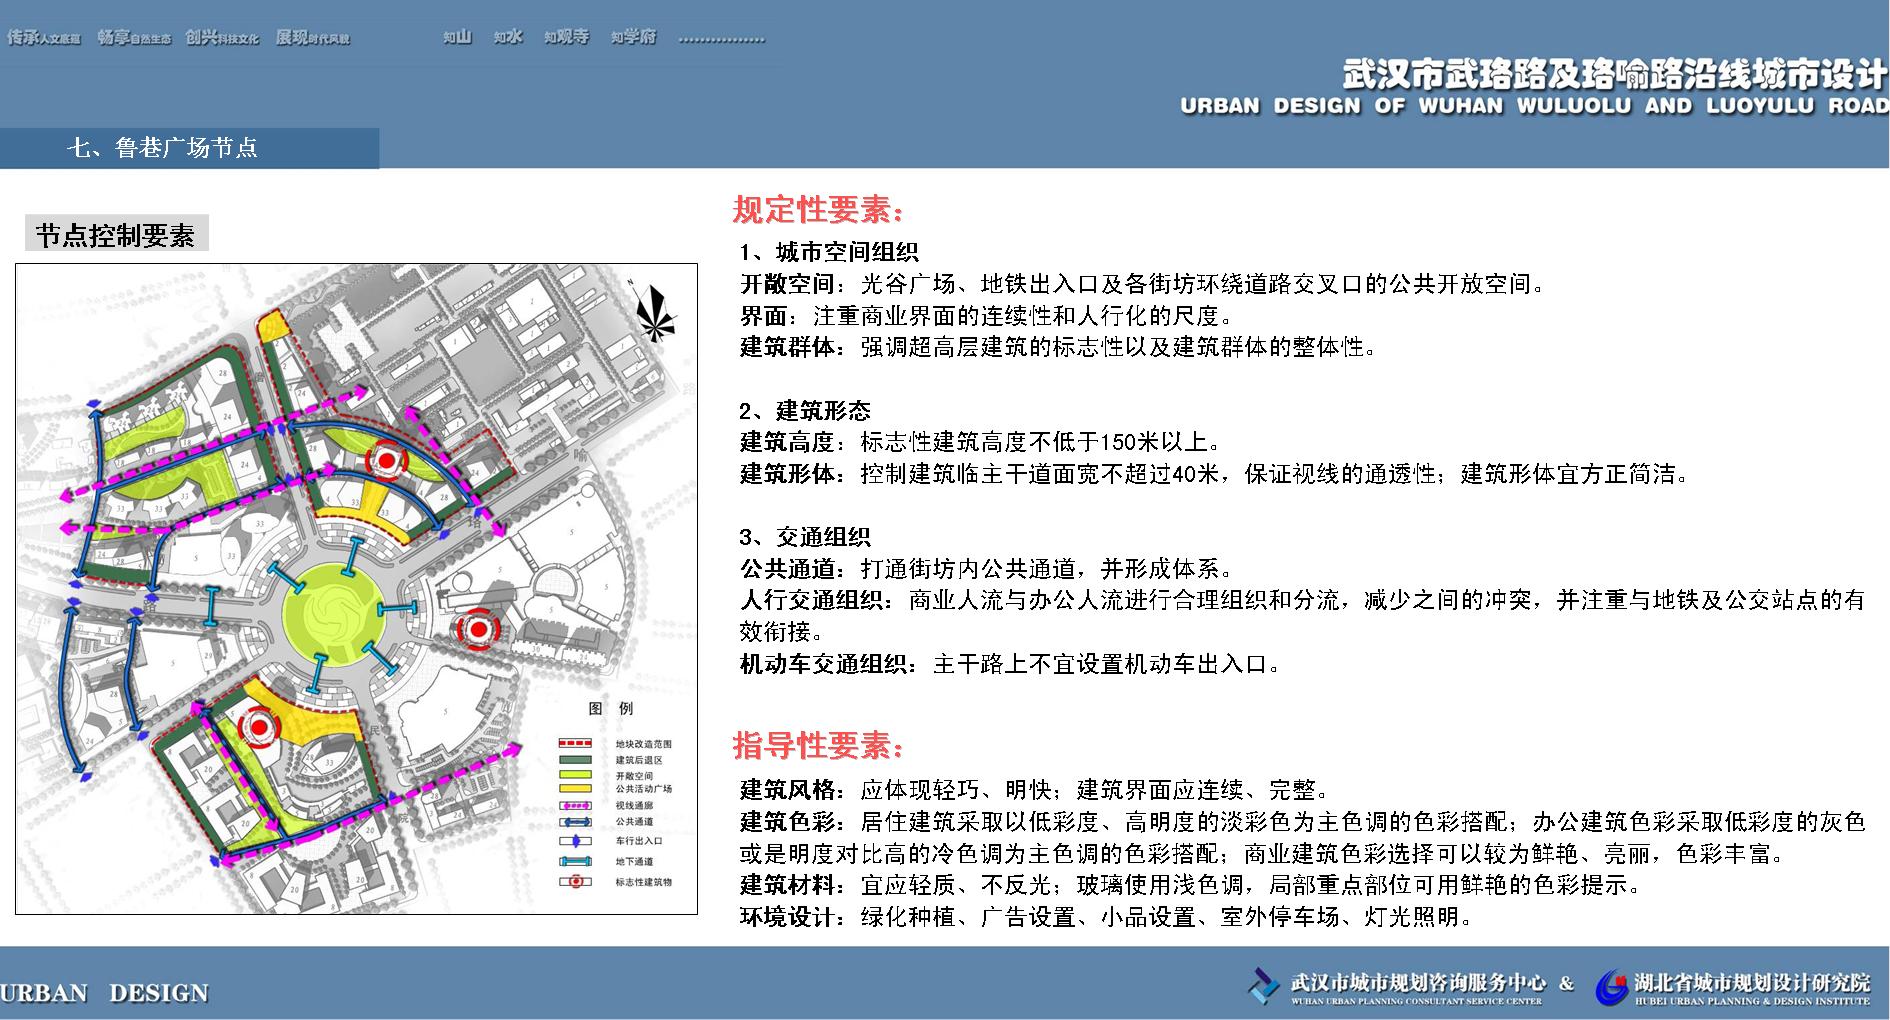 传承人文底蕴 畅享自然生态 创兴科技文化 展现时代风貌 知山 知水 知观寺 知学府 ................
武汉市武珞路及珞喻路沿线城市设计
URBAN DESIGN OF WUHAN WULUOLU AND LUOYULU ROAD
七、鲁巷广场节点
节点控制要素
N
路
喻
珞
路
民
院
图 例
地块改造范围
建筑后退区
开敞空间
公共活动广场
视线通廊
公共通道
车行出入口
地下通道
标志性建筑物
规定性要素：
1、城市空间组织
开敞空间：光谷广场、地铁出入口及各街坊环绕道路交叉口的公共开放空间。
界面：注重商业界面的连续性和人行化的尺度。
建筑群体：强调超高层建筑的标志性以及建筑群体的整体性。
2、建筑形态
建筑高度：标志性建筑高度不低于150米以上。
建筑形体：控制建筑临主干道面宽不超过40米，保证视线的通透性；建筑形体宜方正简洁。
3、交通组织
公共通道：打通街坊内公共通道，并形成体系。
人行交通组织：商业人流与办公人流进行合理组织和分流，减少之间的冲突，并注重与地铁及公交站点的有
效衔接。
机动车交通组织：主干路上不宜设置机动车出入口。
指导性要素：
建筑风格：应体现轻巧、明快；建筑界面应连续、完整。
建筑色彩：居住建筑采取以低彩度、高明度的淡彩色为主色调的色彩搭配；办公建筑色彩采取低彩度的灰色
或是明度对比高的冷色调为主色调的色彩搭配；商业建筑色彩选择可以较为鲜艳、亮丽，色彩丰富。
建筑材料：宜应轻质、不反光；玻璃使用浅色调，局部重点部位可用鲜艳的色彩提示。
环境设计：绿化种植、广告设置、小品设置、室外停车场、灯光照明。
URBAN DESIGN
武汉市城市规划咨询服务中心 & 湖北省城市规划设计研究院
WUHAN URBAN PLANNING CONSULTANT SERVICE CENTER HUBEI URBAN PLANNING & DESIGN INSTITUTE